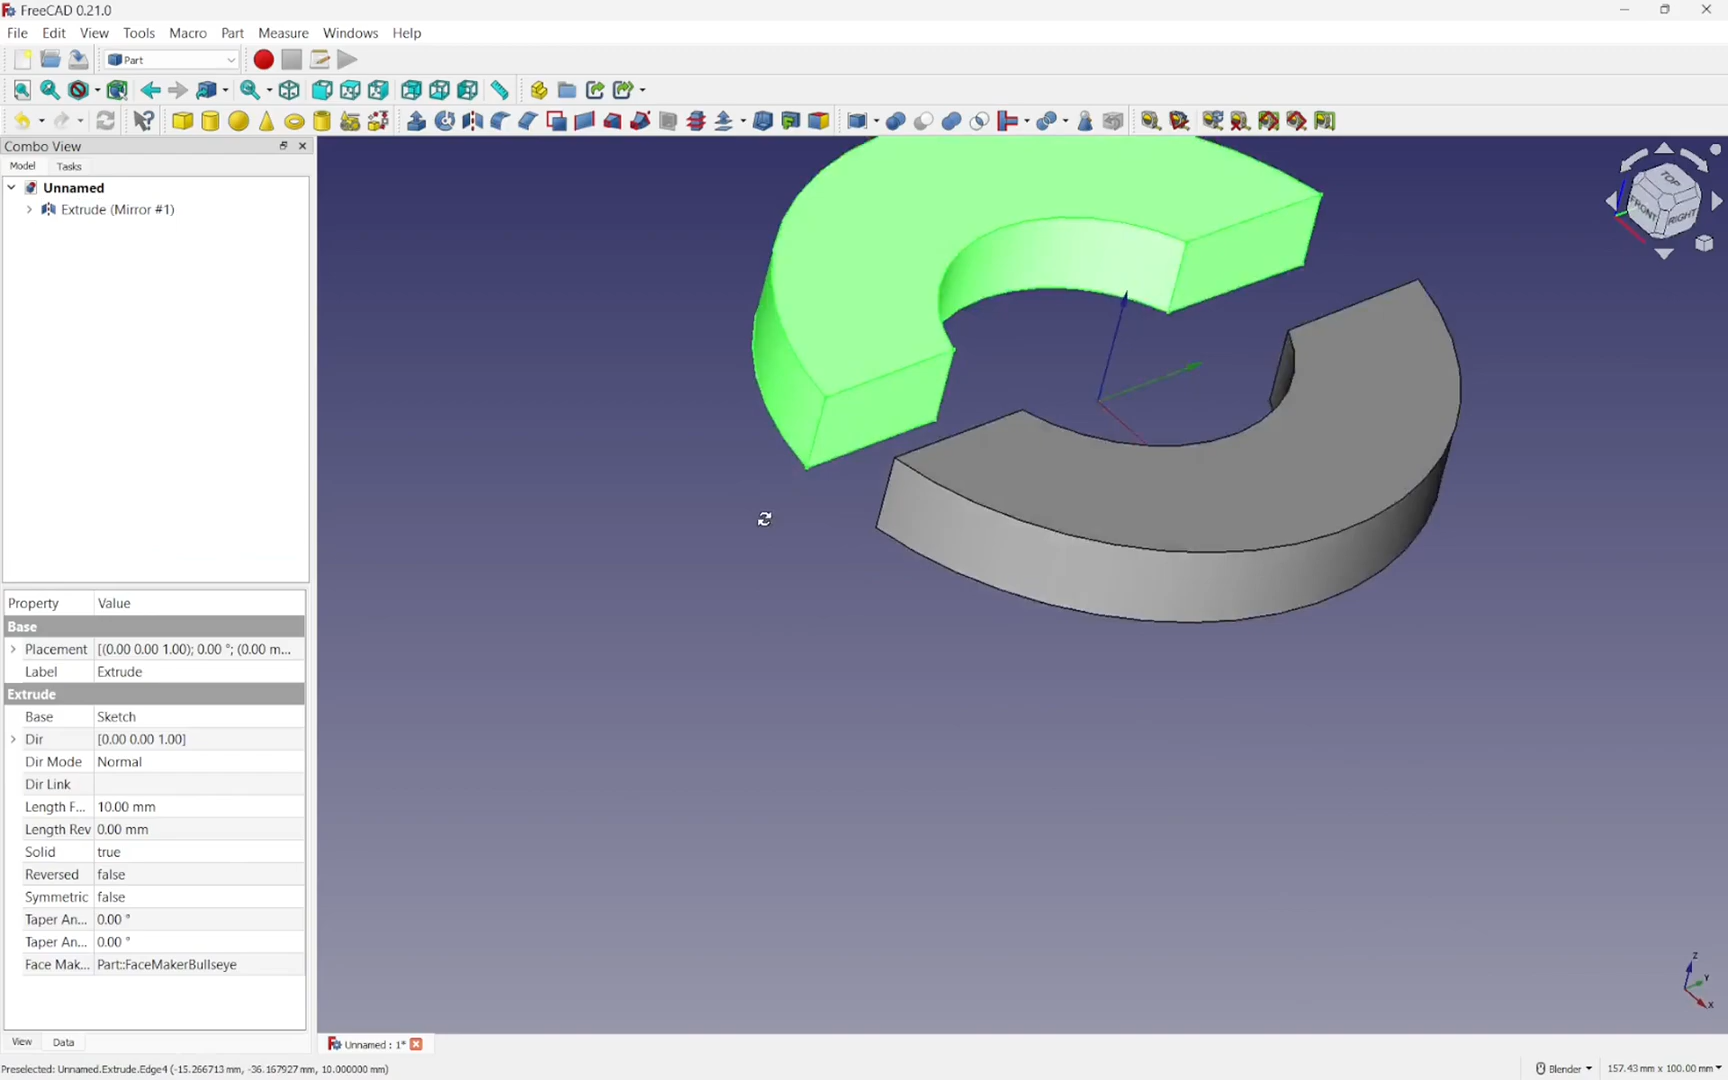 FreeCAD 0.21.0
File Edit View Tools Macro Part Measure Windows Help
Part
Combo View
Model Tasks
Unnamed
Extrude (Mirror #1)
TOP
FRONT RIGHT
Property Value
Base
Placement [(0.00 0.00 1.00); 0.00 °; (0.00 m...
Label Extrude
Extrude
Base Sketch
Dir [0.00 0.00 1.00]
Dir Mode Normal
Dir Link
Length F... 10.00 mm
Length Rev 0.00 mm
Solid true
Reversed false
Symmetric false
Taper An... 0.00 °
Taper An... 0.00 °
Face Mak... Part::FaceMakerBullseye
Z
Y
X
View Data
Unnamed : 1*
Preselected: Unnamed.Extrude.Edge4 (-15.266713 mm, -36.167927 mm, 10.000000 mm)
Blender
157.43 mm x 100.00 mm